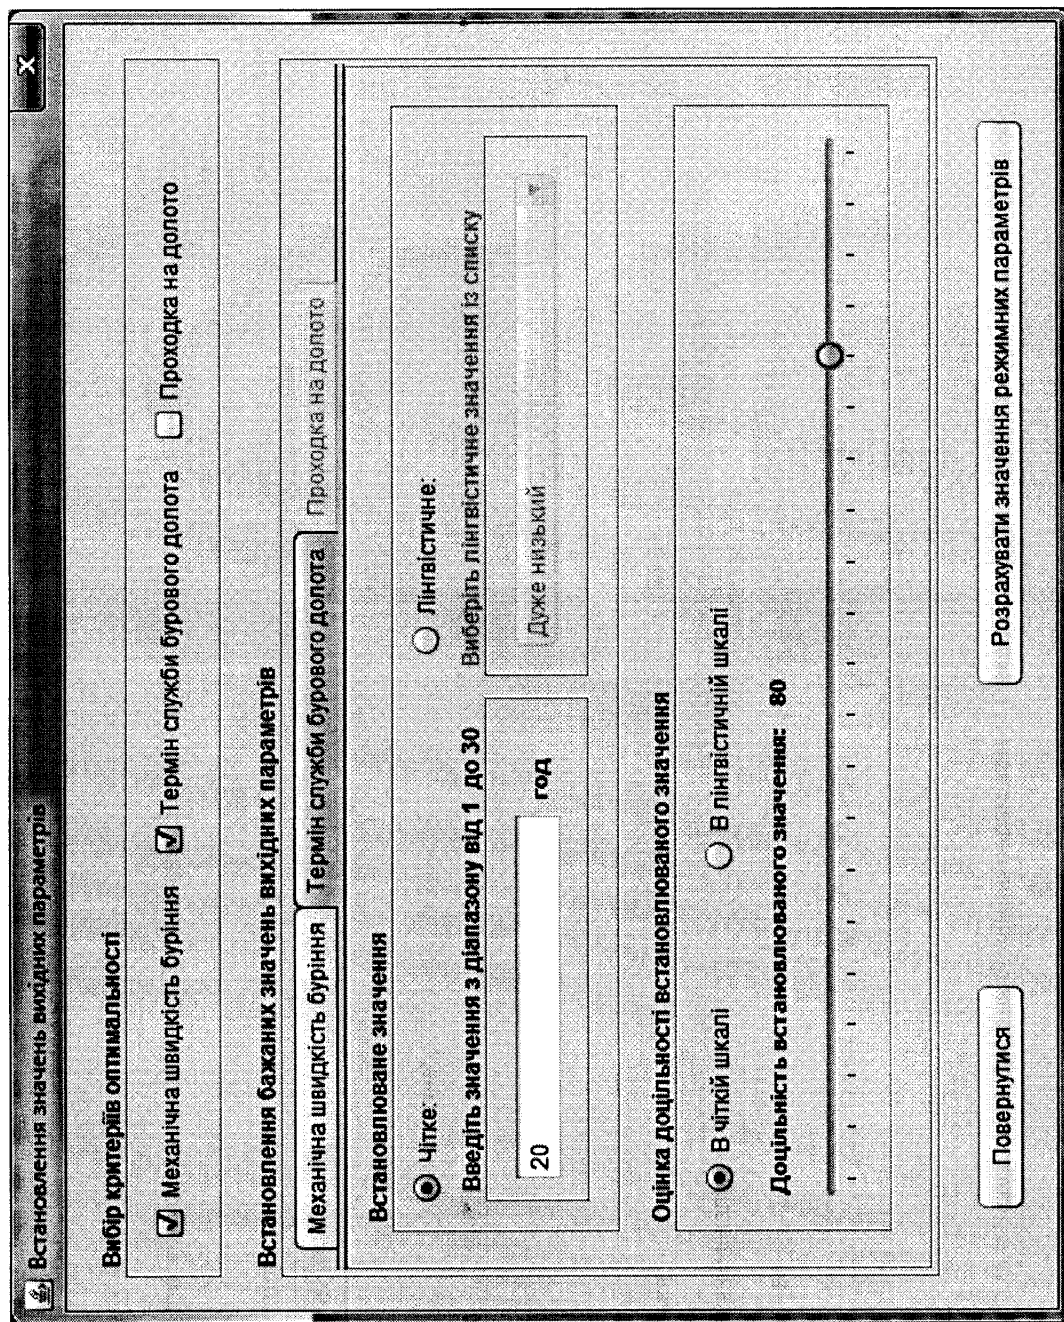 Встановлення значень вихідних параметрів
X
Вибір критеріїв оптимальності
Механічна швидкість буріння
Термін служби бурового долота
Проходка на долото
Встановлення бажаних значень вихідних параметрів
Механічна швидкість буріння
Термін служби бурового долота
Проходка на долото
Встановлюване значення
Чітке:
Лінгвістичне:
Введіть значення з діапазону від 1 до 30
Виберіть лінгвістичне значення із списку
20
год
Дуже низький
Оцінка доцільності встановлюваного значення
В чіткій шкалі
В лінгвістичній шкалі
Доцільність встановлюваного значення: 80
Повернутися
Розрахувати значення режимних параметрів